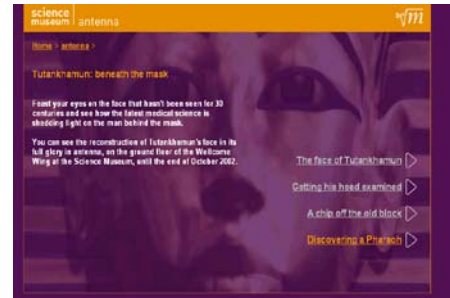 science
museum antenna
Home > antenna >
Tutankhamun: beneath the mask
Feast your eyes on the face that hasn't been seen for 30
centuries and see how the latest medical science is
shedding light on the man behind the mask.
You can see the reconstruction of Tutankhamun's face in its
full glory in antenna, on the ground floor of the Wellcome
Wing at the Science Museum, until the end of October 2002.
The face of Tutankhamun
Getting his head examined
A chip off the old block
Discovering a Pharaoh